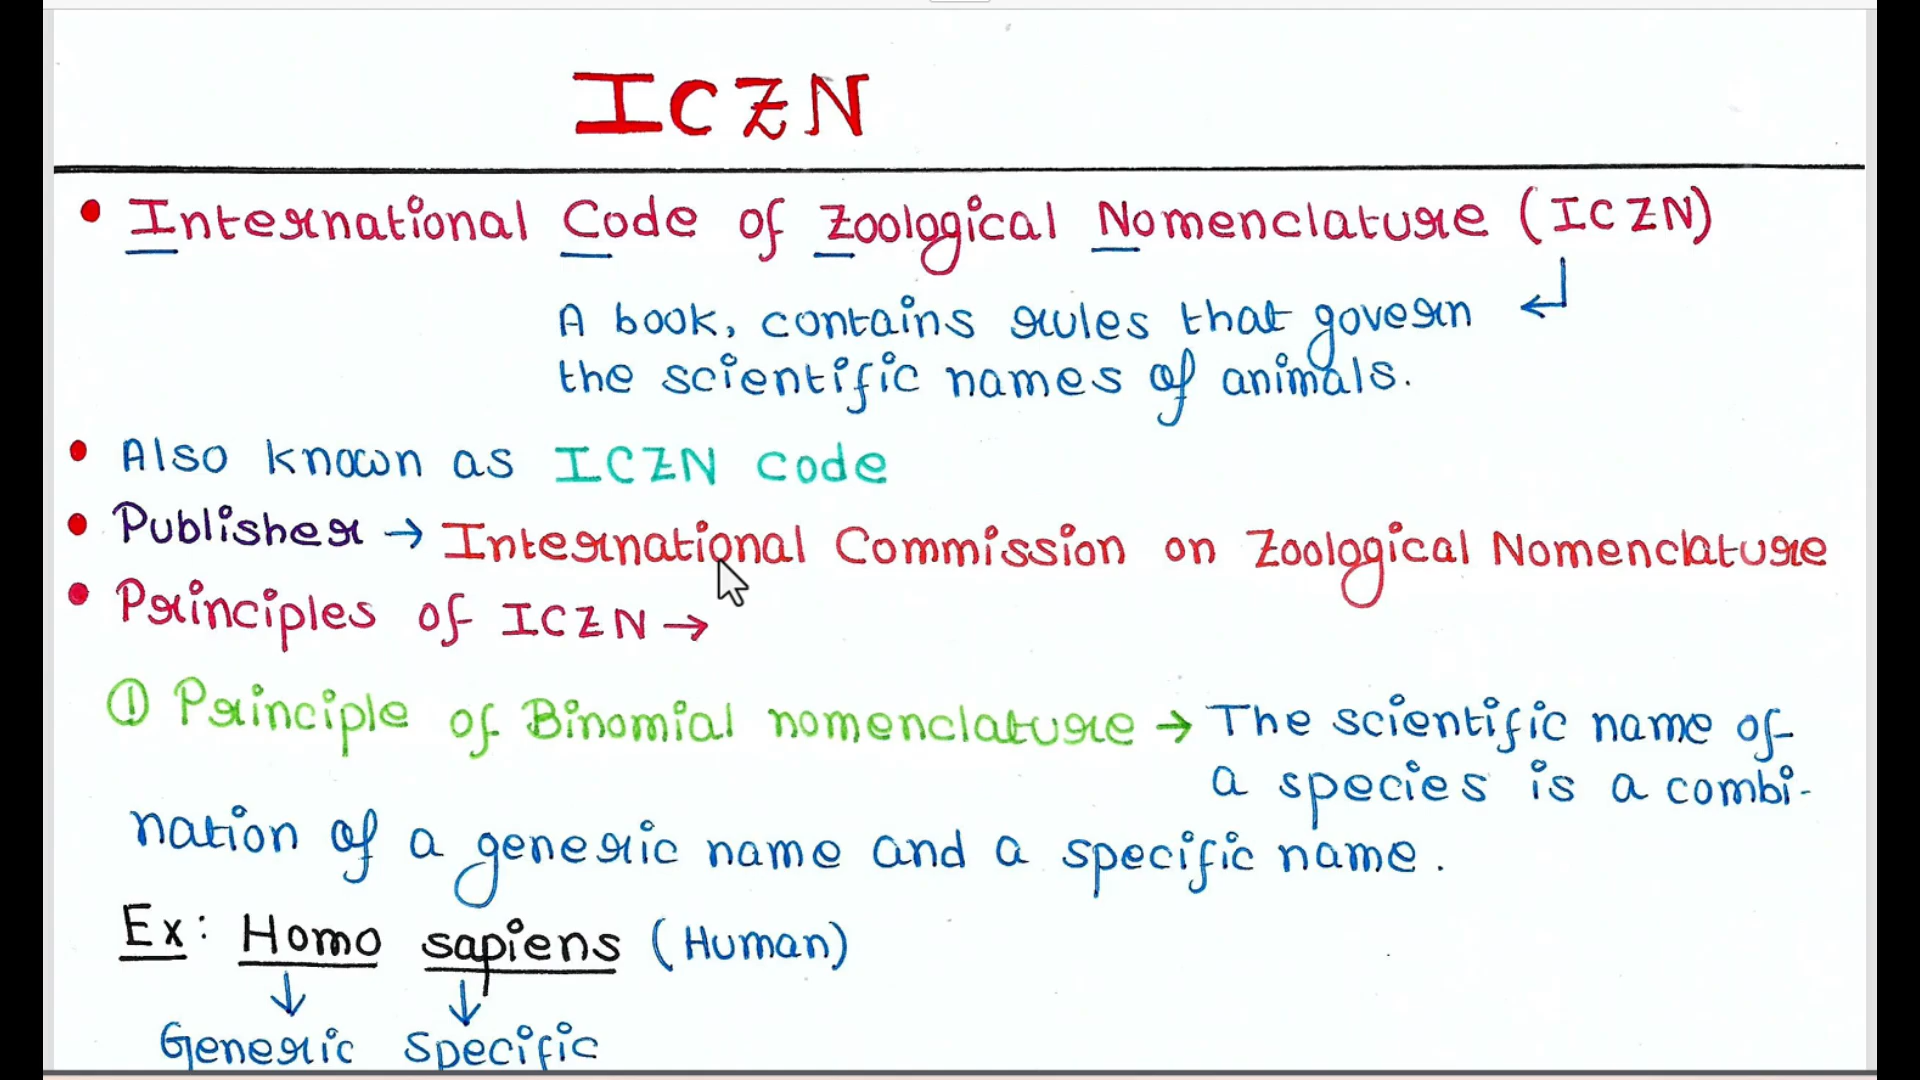 ICZN
• International Code of Zoological Nomenclature (ICZN)
A book, contains rules that govern
the scientific names of animals.
• Also known as ICZN code
• Publisher → International Commission on Zoological Nomenclature
• Principles of ICZN →
① Principle of Binomial nomenclature → The scientific name of
a species is a combi-
nation of a generic name and a specific name.
Ex: Homo sapiens (Human)
Generic specific